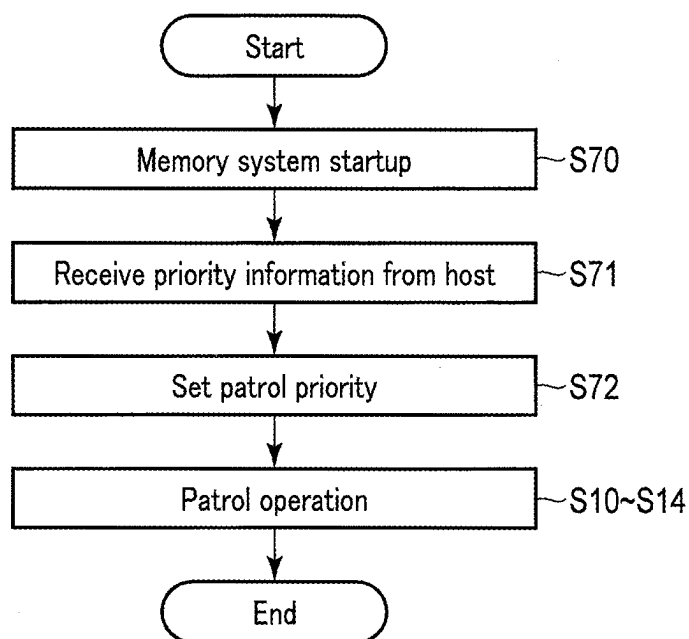 Start
Memory system startup
S70
Receive priority information from host
S71
Set patrol priority
S72
Patrol operation
S10~S14
End